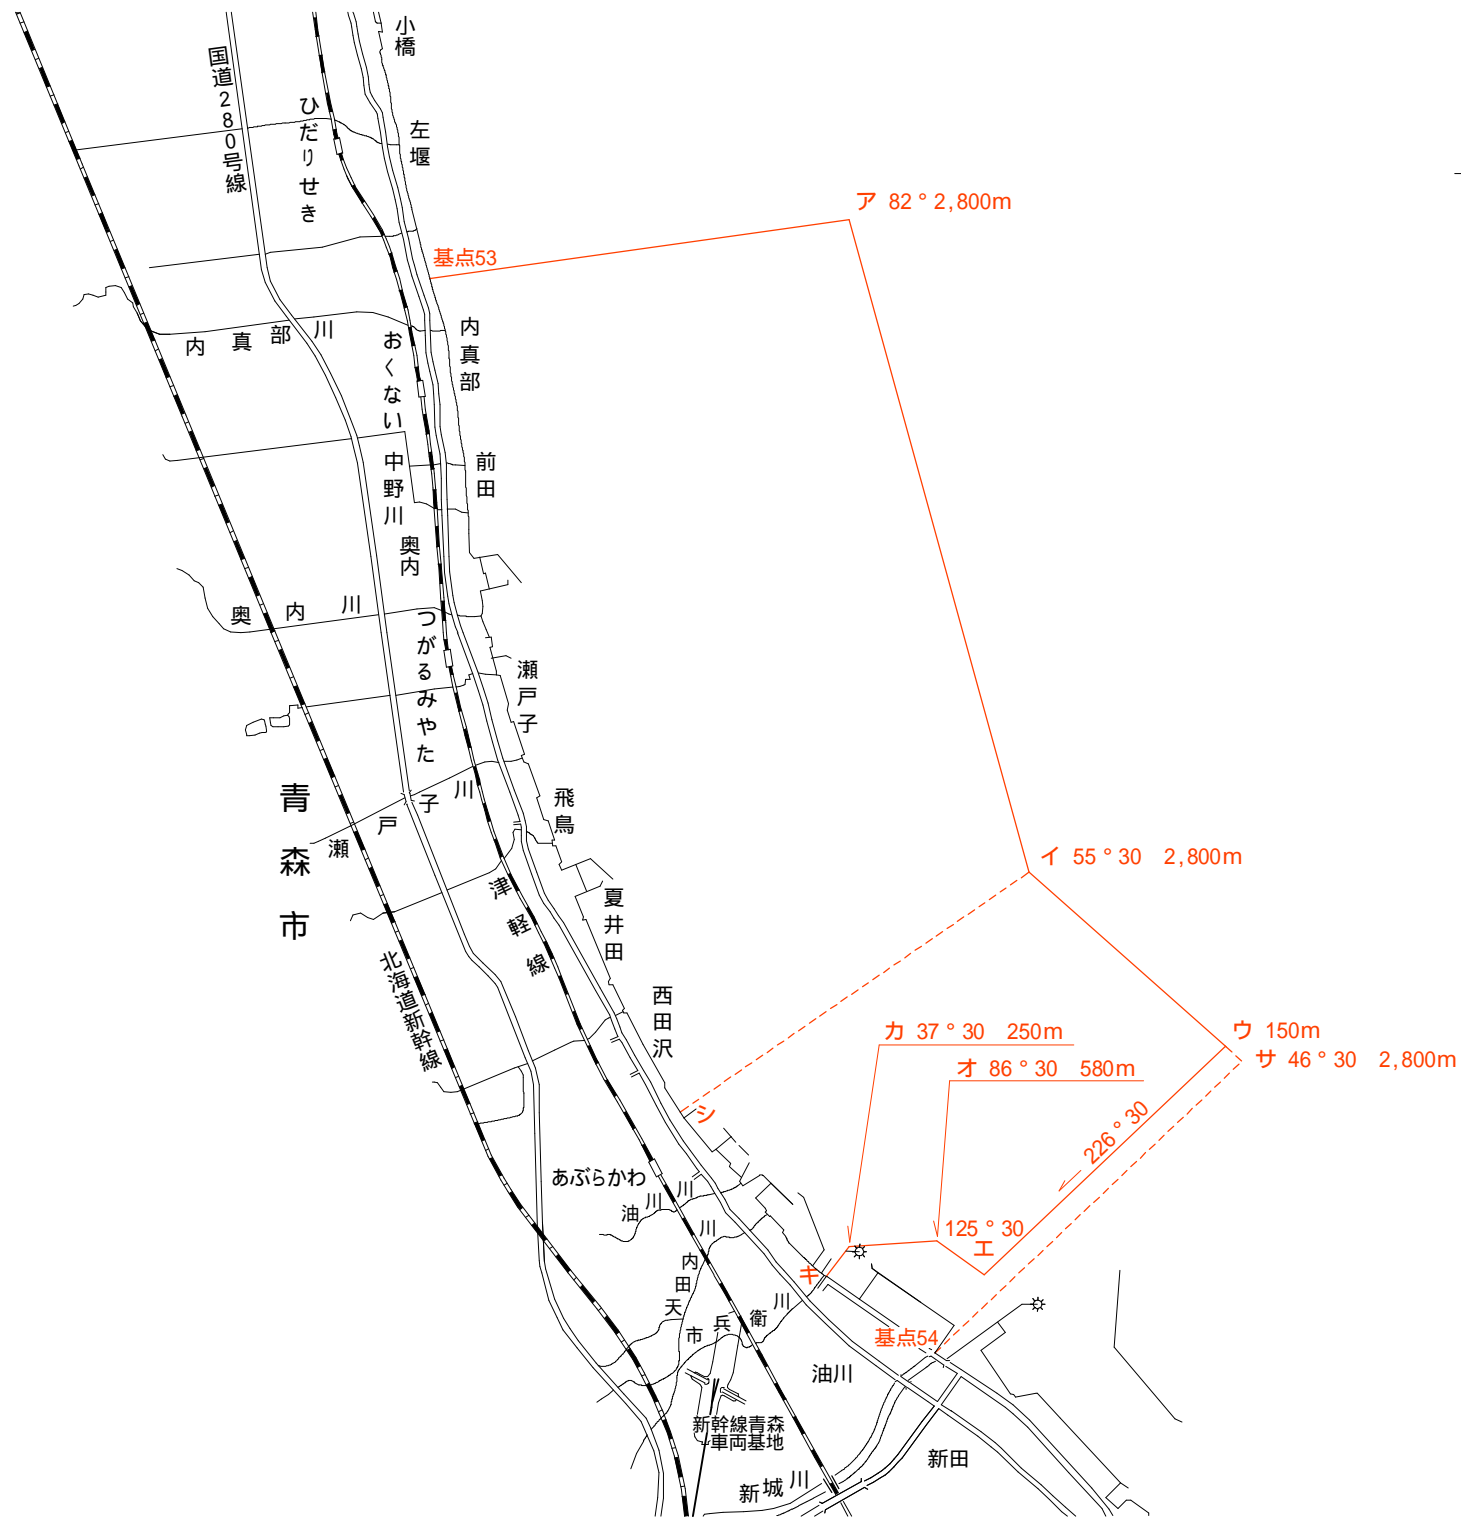 小橋
国道280号線
ひだりせき
左堰
ア 82°2,800m
基点53
内真部川
おくない
内真部
中野川
前田
奥内
奥内川
つがるみやた
瀬戸子
青森市
瀬戸子川
飛鳥
イ 55°30 2,800m
津軽線
夏井田
北海道新幹線
西田沢
カ 37°30 250m
ウ 150m
サ 46°30 2,800m
オ 86°30 580m
シ
226°30
あぶらかわ
油川川
125°30
エ
キ
天田内川
市兵衛川
基点54
油川
新幹線青森
車両基地
新田
新城川